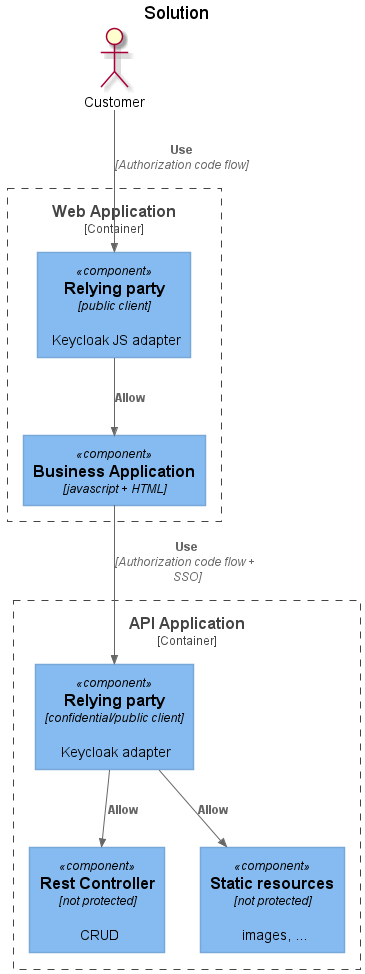 Solution
Customer
Use
[Authorization code flow]
Web Application
[Container]
«component»
Relying party
[public client]
Keycloak JS adapter
Allow
«component»
Business Application
[javascript + HTML]
Use
[Authorization code flow +
SSO]
API Application
[Container]
«component»
Relying party
[confidential/public client]
Keycloak adapter
Allow
Allow
«component»
Rest Controller
[not protected]
CRUD
«component»
Static resources
[not protected]
images, ...